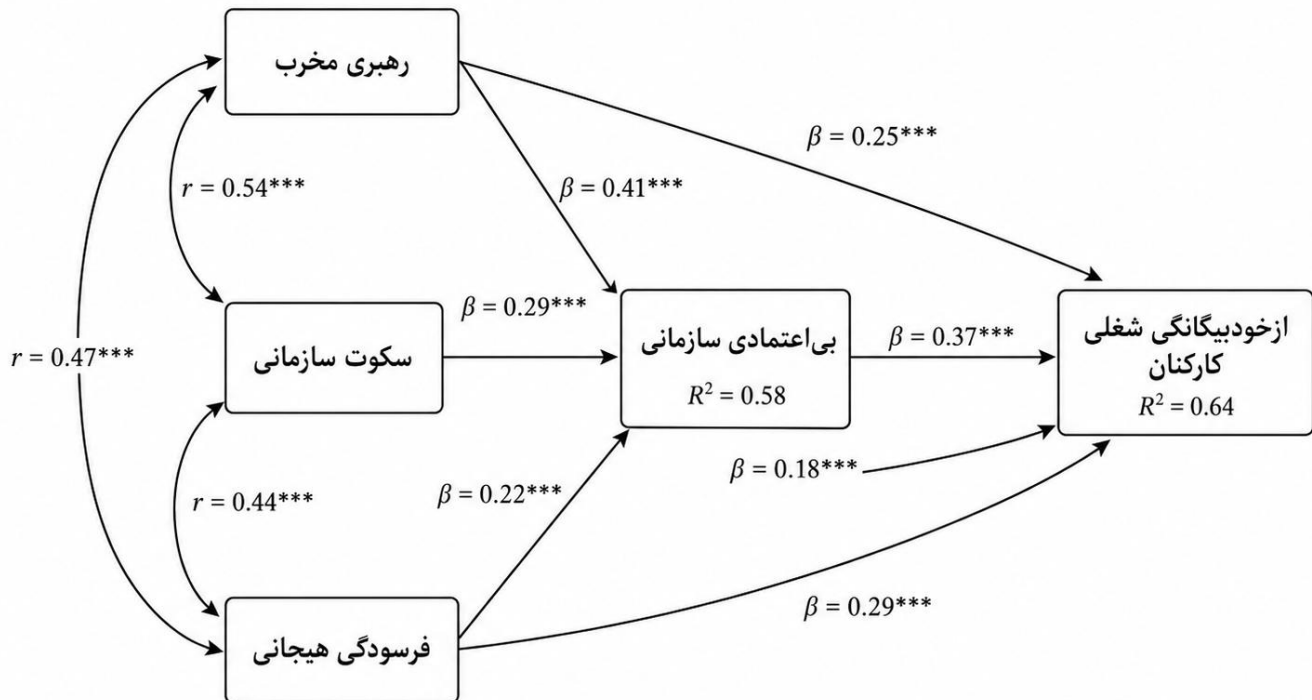 رهبری مخرب
β = 0.25***
r = 0.54***
β = 0.41***
β = 0.29***
سکوت سازمانی
بی‌اعتمادی سازمانی
R² = 0.58
β = 0.37***
ازخودبیگانگی شغلی
کارکنان
R² = 0.64
r = 0.47***
β = 0.18***
r = 0.44***
β = 0.22***
β = 0.29***
فرسودگی هیجانی